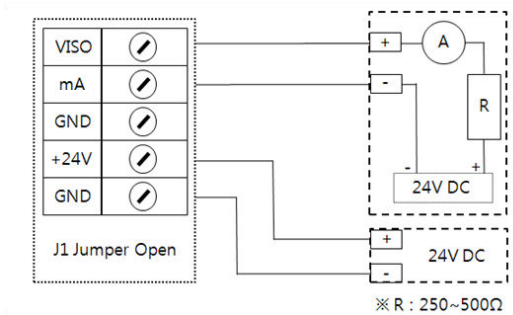 VISO
mA
GND
+24V
GND
J1 Jumper Open
+
-
A
R
- +
24V DC
+
-
24V DC
※ R : 250~500Ω